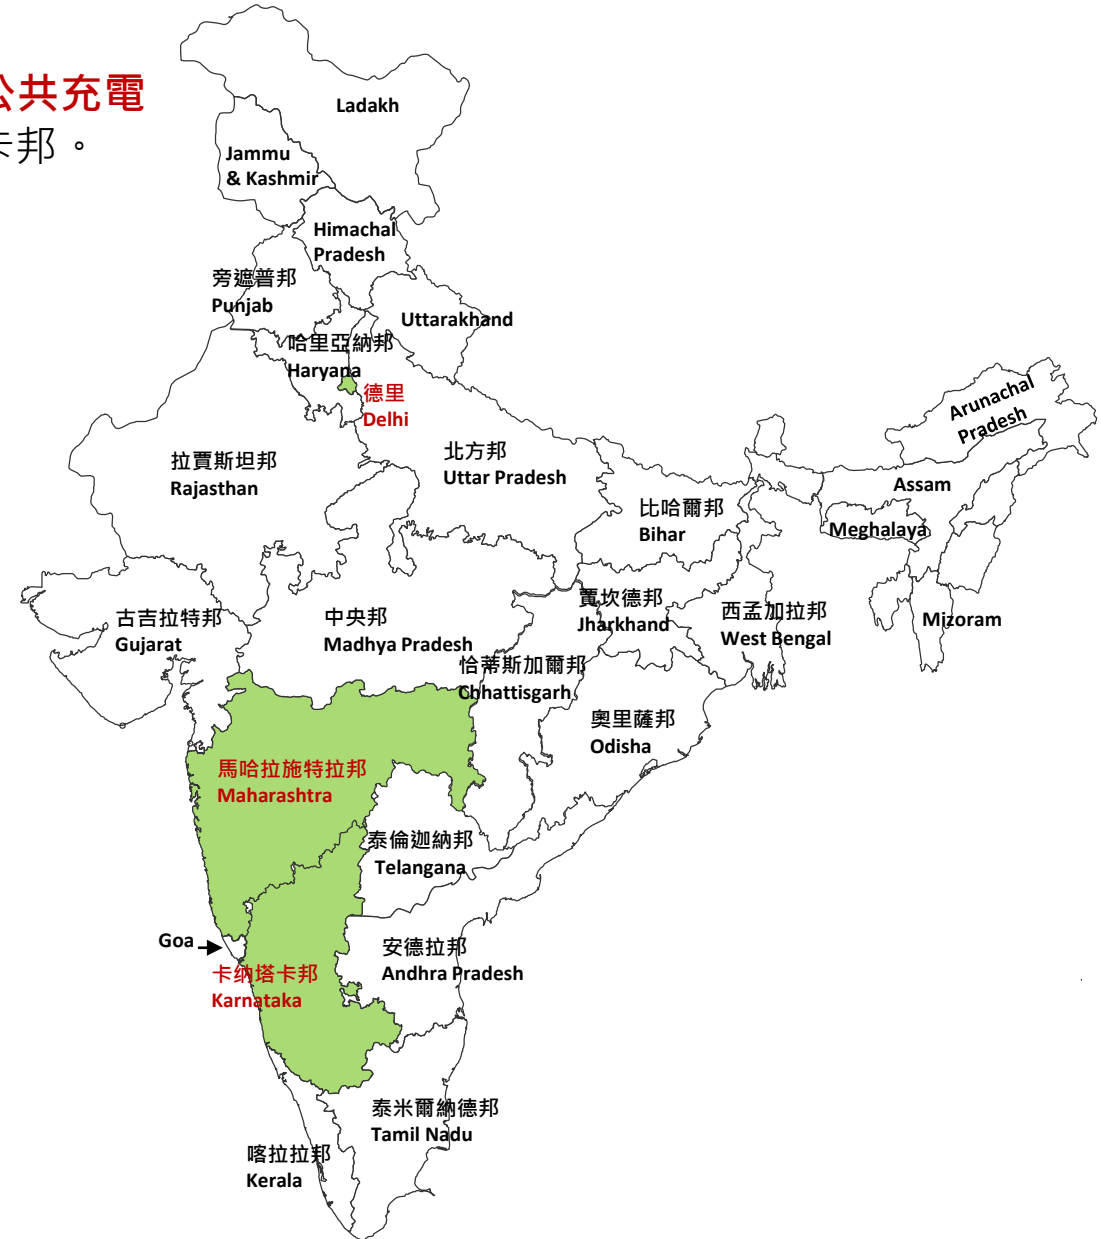 公共充電
卡邦。
Ladakh
Jammu
& Kashmir
Himachal
Pradesh
旁遮普邦
Punjab
Uttarakhand
哈里亞納邦
Haryana
德里
Delhi
Arunachal
Pradesh
拉賈斯坦邦
Rajasthan
北方邦
Uttar Pradesh
Assam
比哈爾邦
Bihar
Meghalaya
古吉拉特邦
Gujarat
中央邦
Madhya Pradesh
賈坎德邦
Jharkhand
西孟加拉邦
West Bengal
Mizoram
恰蒂斯加爾邦
Chhattisgarh
奧里薩邦
Odisha
馬哈拉施特拉邦
Maharashtra
泰倫迦納邦
Telangana
Goa
安德拉邦
Andhra Pradesh
卡纳塔卡邦
Karnataka
泰米爾納德邦
Tamil Nadu
喀拉拉邦
Kerala